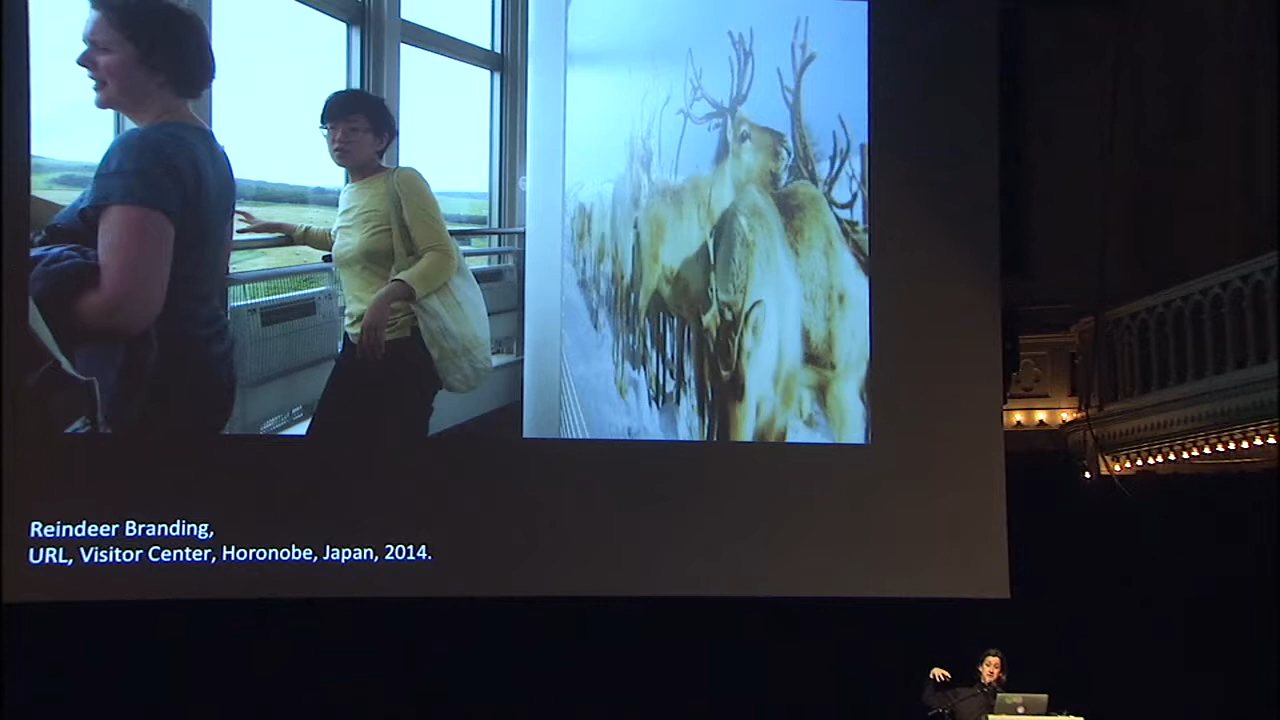 Reindeer Branding,
URL, Visitor Center, Horonobe, Japan, 2014.